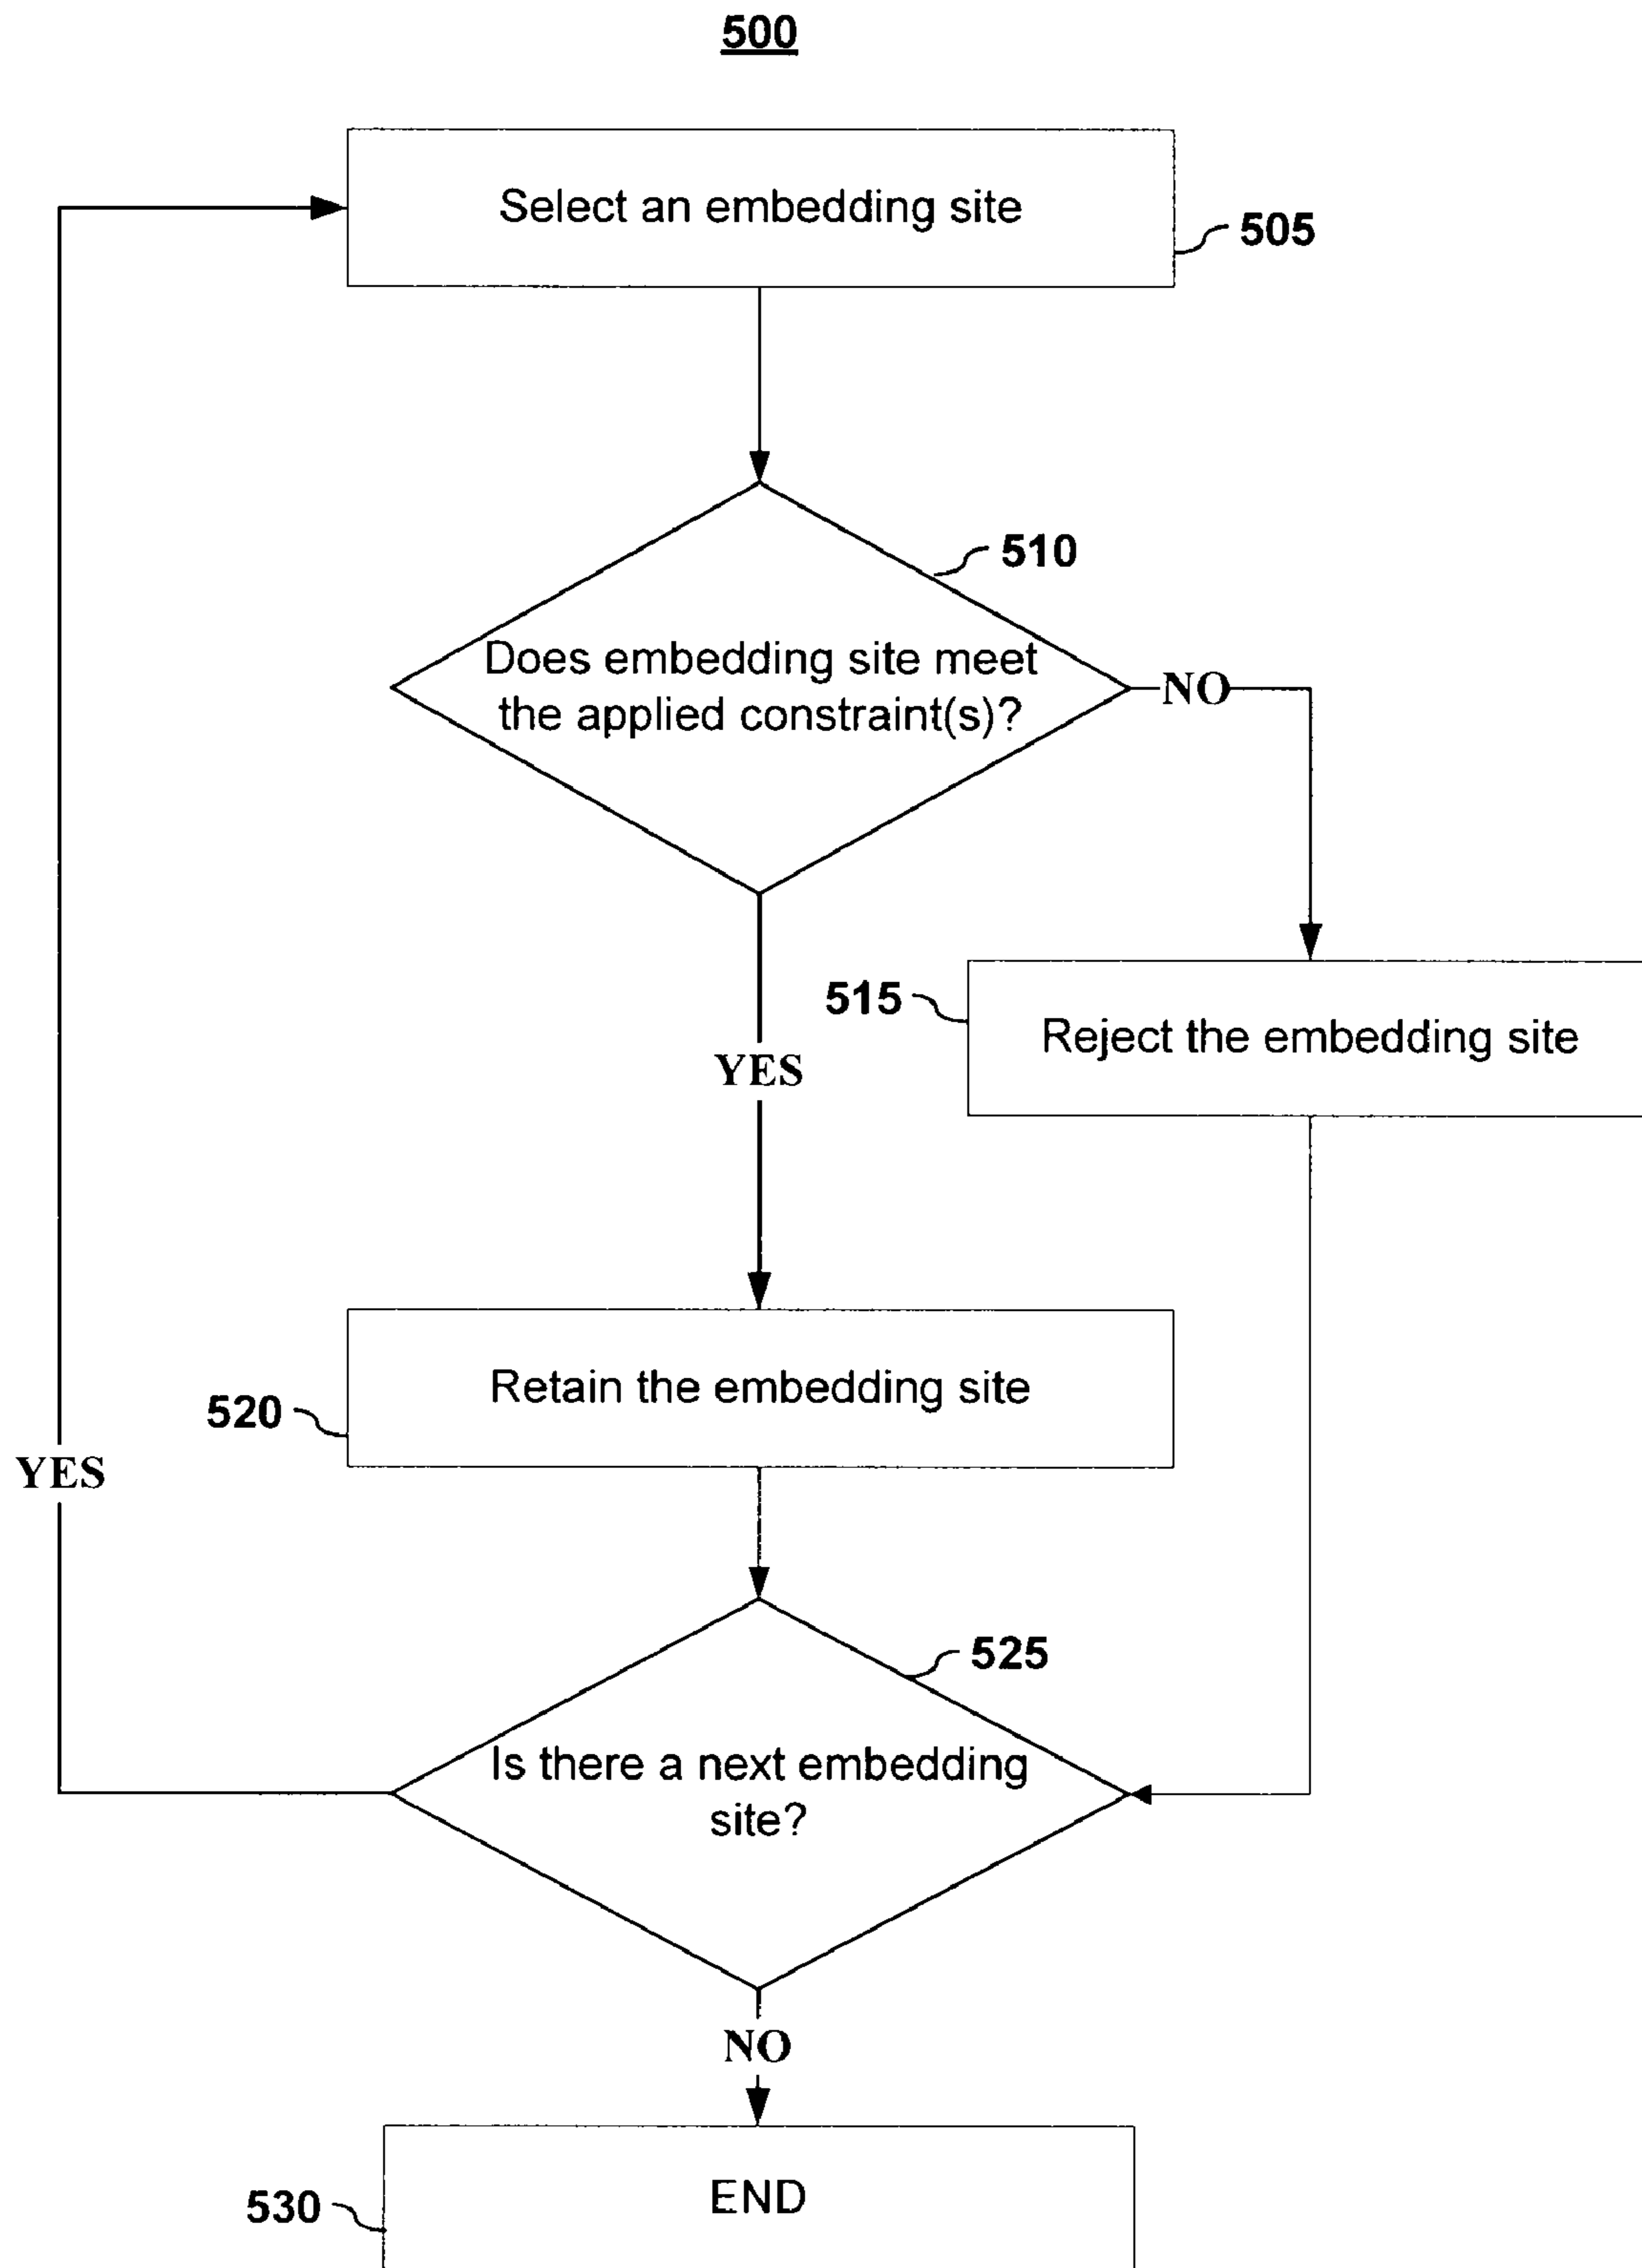 500
Select an embedding site
505
510
Does embedding site meet
the applied constraint(s)?
NO
515
Reject the embedding site
YES
Retain the embedding site
520
YES
525
Is there a next embedding
site?
NO
END
530